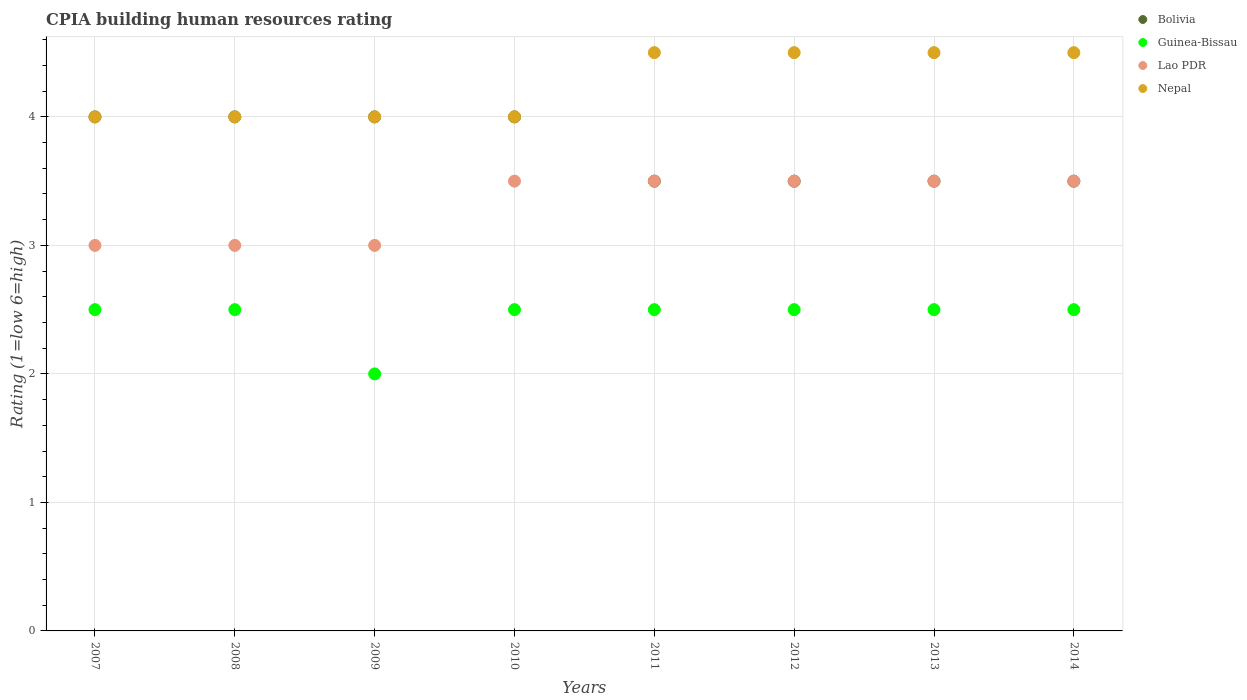 CPIA building human resources rating
Bolivia
Guinea-Bissau
Lao PDR
Nepal
Rating (1=low 6=high)
4
3
2
1
0
2007
2008
2009
2010
2011
2012
2013
2014
Years